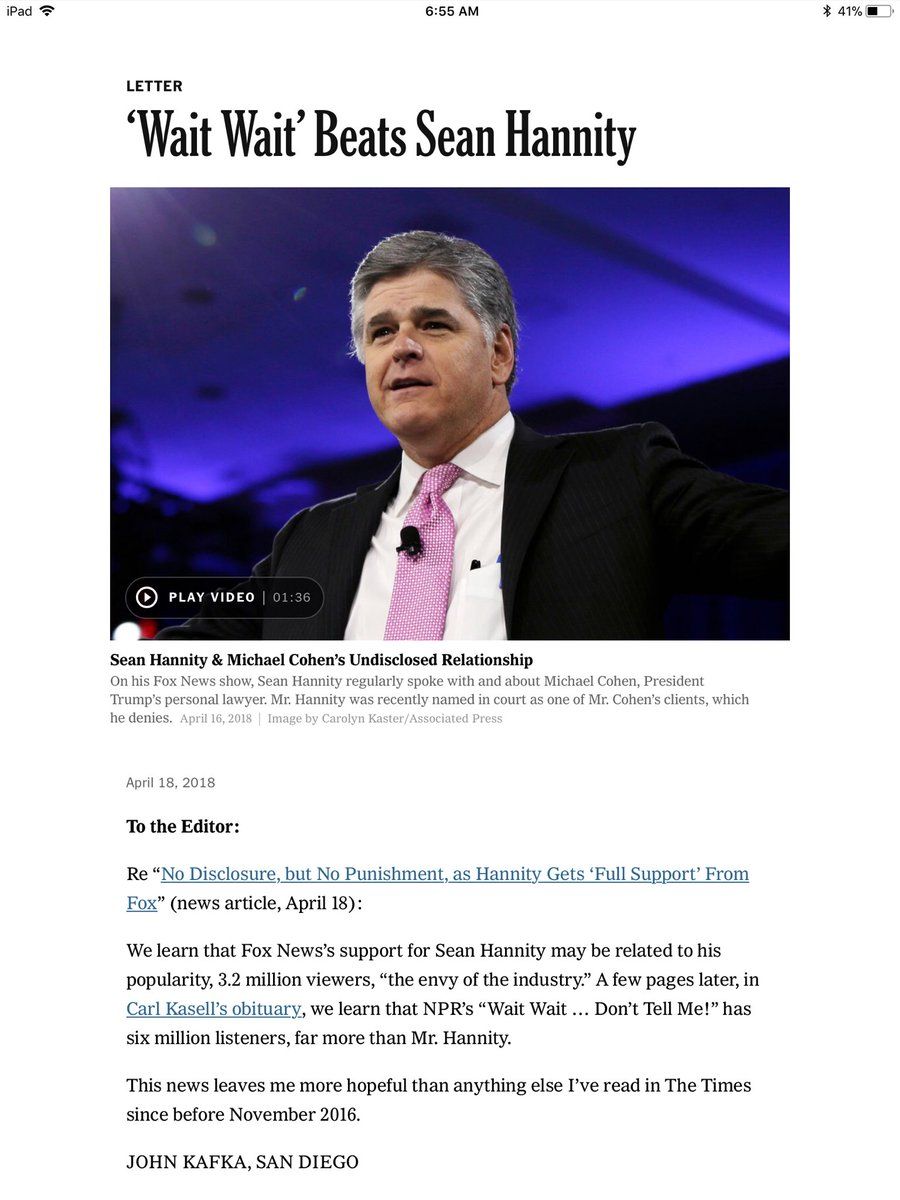 iPad 6:55 AM 41%
LETTER
‘Wait Wait’ Beats Sean Hannity
PLAY VIDEO | 01:36
Sean Hannity & Michael Cohen’s Undisclosed Relationship
On his Fox News show, Sean Hannity regularly spoke with and about Michael Cohen, President
Trump’s personal lawyer. Mr. Hannity was recently named in court as one of Mr. Cohen’s clients, which
he denies. April 16, 2018 | Image by Carolyn Kaster/Associated Press
April 18, 2018
To the Editor:
Re “No Disclosure, but No Punishment, as Hannity Gets ‘Full Support’ From
Fox” (news article, April 18):
We learn that Fox News’s support for Sean Hannity may be related to his
popularity, 3.2 million viewers, “the envy of the industry.” A few pages later, in
Carl Kasell’s obituary, we learn that NPR’s “Wait Wait … Don’t Tell Me!” has
six million listeners, far more than Mr. Hannity.
This news leaves me more hopeful than anything else I’ve read in The Times
since before November 2016.
JOHN KAFKA, SAN DIEGO